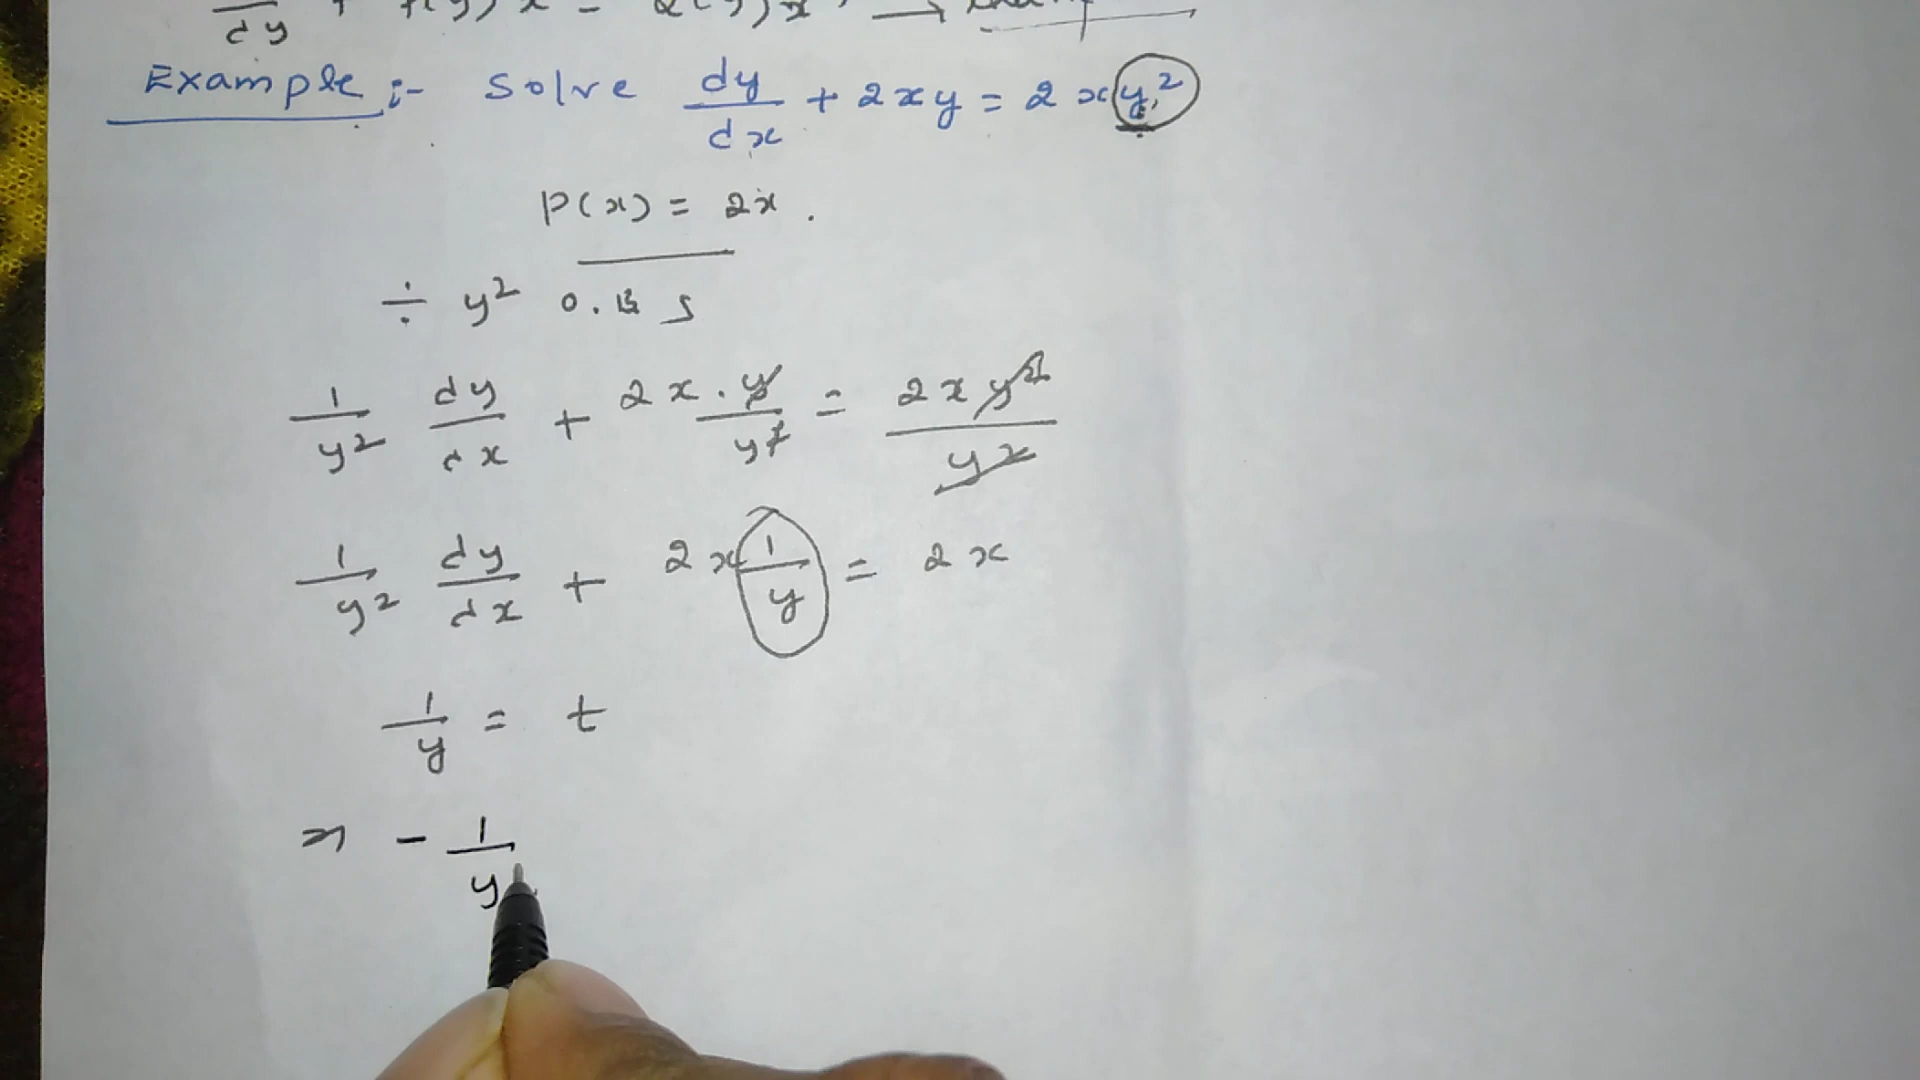 dy
Example :- Solve dy/dx + 2xy = 2xy²
P(x) = 2x .
÷ y² O.B S
1/y² dy/dx + 2x . y/y² = 2xy²/y²
1/y² dy/dx + 2x 1/y = 2x
1/y = t
- 1/y